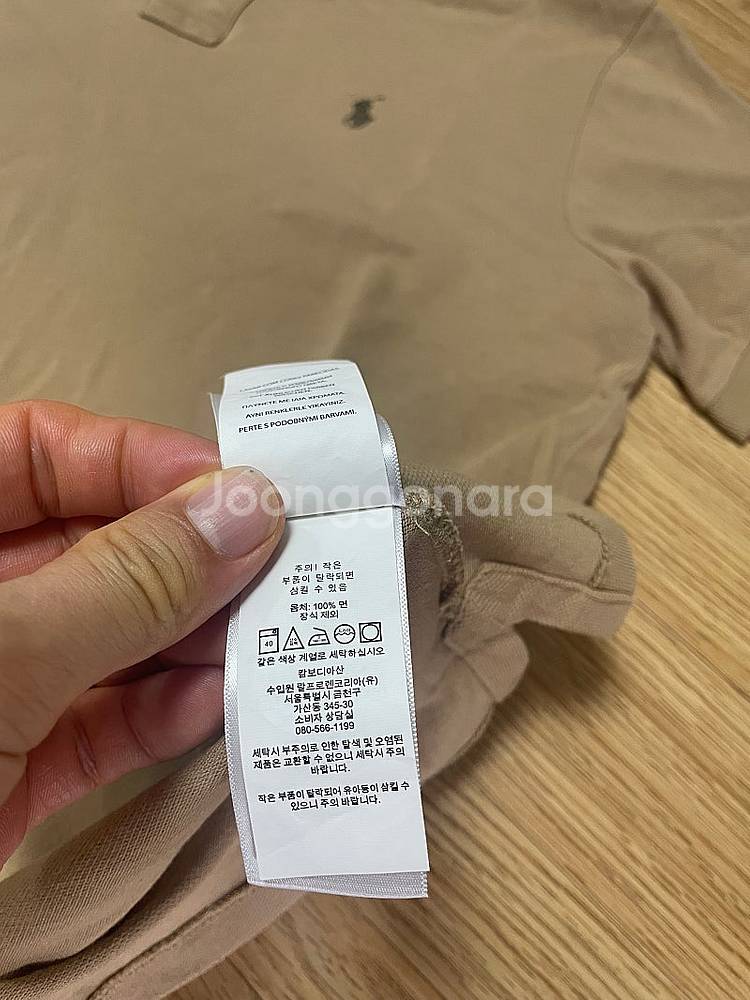 ΠΛΥΝΕΤΕ ΜΕ ΙΔΙΑ ΧΡΩΜΑΤΑ.
AYNI RENKLERLE YIKAYINIZ.
PERTE S PODOBNÝMI BARVAMI.
Joonggonara
주의! 작은
부품이 탈락되면
삼킬 수 있음
몸체: 100% 면
장식 제외
40
같은 색상 계열로 세탁하십시오
캄보디아산
수입원 랄프로렌코리아(유)
서울특별시 금천구
가산동 345-30
소비자 상담실
080-566-1199
세탁시 부주의로 인한 탈색 및 오염된
제품은 교환할 수 없으니 세탁시 주의
바랍니다.
작은 부품이 탈락되어 유아동이 삼킬 수
있으니 주의 바랍니다.